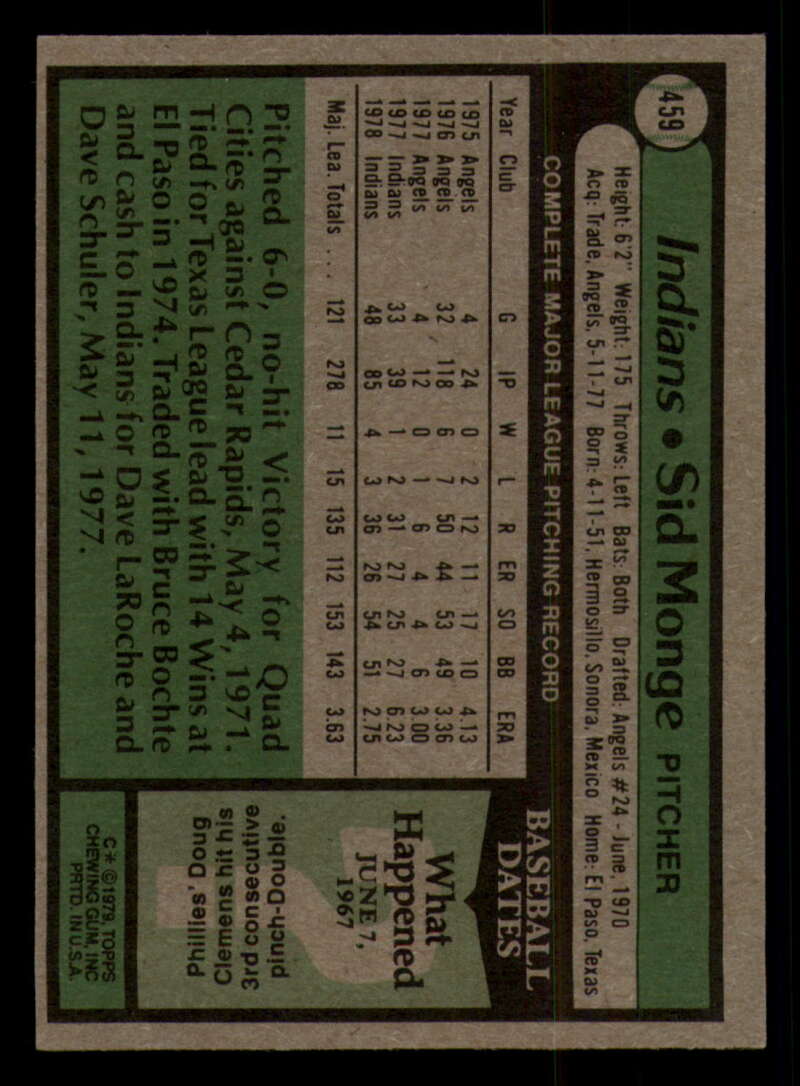 459
Indians • Sid Monge PITCHER
Height: 6'2" Weight: 175 Throws: Left Bats: Both Drafted: Angels #24 - June, 1970
Acq: Trade, Angels, 5-11-77 Born: 4-11-51, Hermosillo, Sonora, Mexico Home: El Paso, Texas
COMPLETE MAJOR LEAGUE PITCHING RECORD
Year Club G IP W L R ER SO BB ERA
1975 Angels 4 24 0 2 12 11 17 10 4.13
1976 Angels 32 118 6 7 50 44 53 49 3.36
1977 Angels 4 12 0 1 6 4 4 6 3.00
1977 Indians 33 39 1 2 31 27 25 27 6.23
1978 Indians 48 85 4 3 36 26 54 51 2.75
Maj. Lea. Totals ... 121 278 11 15 135 112 153 143 3.63
Pitched 6-0, no-hit Victory for Quad
Cities against Cedar Rapids, May 4, 1971.
Tied for Texas League lead with 14 Wins at
El Paso in 1974. Traded with Bruce Bochte
and cash to Indians for Dave LaRoche and
Dave Schuler, May 11, 1977.
BASEBALL
DATES
What
Happened
JUNE 7,
1967
Phillies' Doug
Clemens hit his
3rd consecutive
pinch-Double.
C* ©1979, TOPPS
CHEWING GUM, INC
PRTD. IN U.S.A.